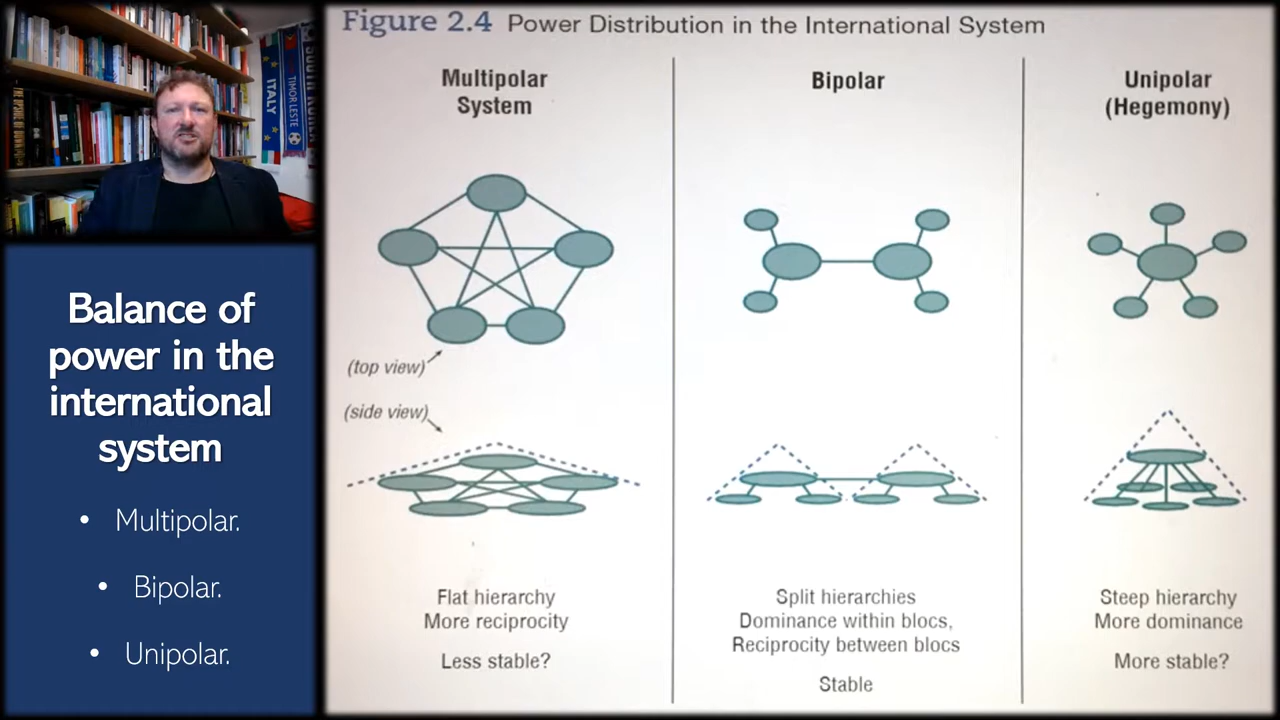 ITALY
TIMOR LESTE
Balance of
power in the
international
system
• Multipolar.
• Bipolar.
• Unipolar.
Figure 2.4 Power Distribution in the International System
Multipolar
System
(top view)
(side view)
Flat hierarchy
More reciprocity
Less stable?
Bipolar
Split hierarchies
Dominance within blocs,
Reciprocity between blocs
Stable
Unipolar
(Hegemony)
Steep hierarchy
More dominance
More stable?